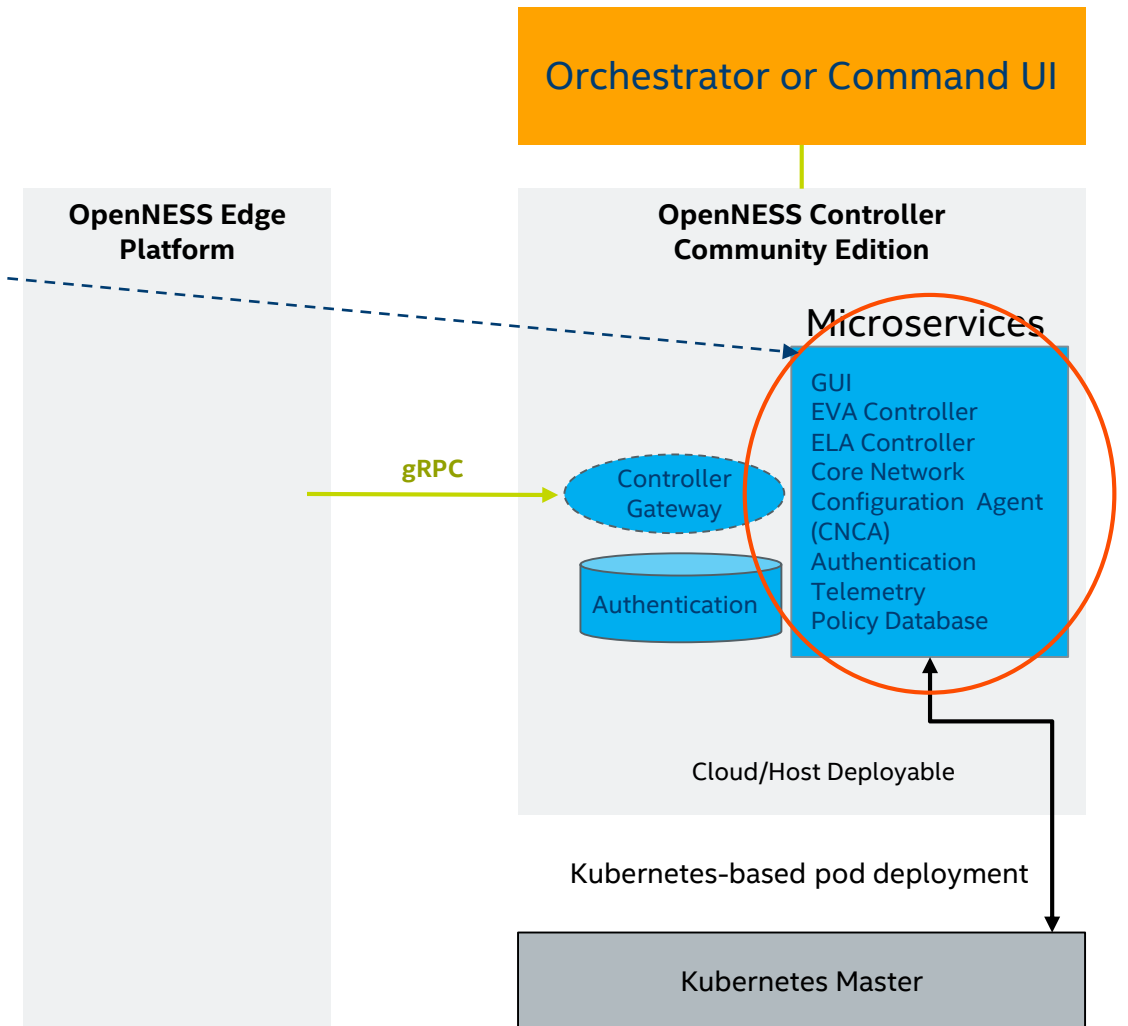 Orchestrator or Command UI
OpenNESS Edge
Platform
OpenNESS Controller
Community Edition
Microservices
GUI
EVA Controller
ELA Controller
Core Network
Configuration Agent
(CNCA)
Authentication
Telemetry
Policy Database
gRPC
Controller
Gateway
Authentication
Cloud/Host Deployable
Kubernetes-based pod deployment
Kubernetes Master